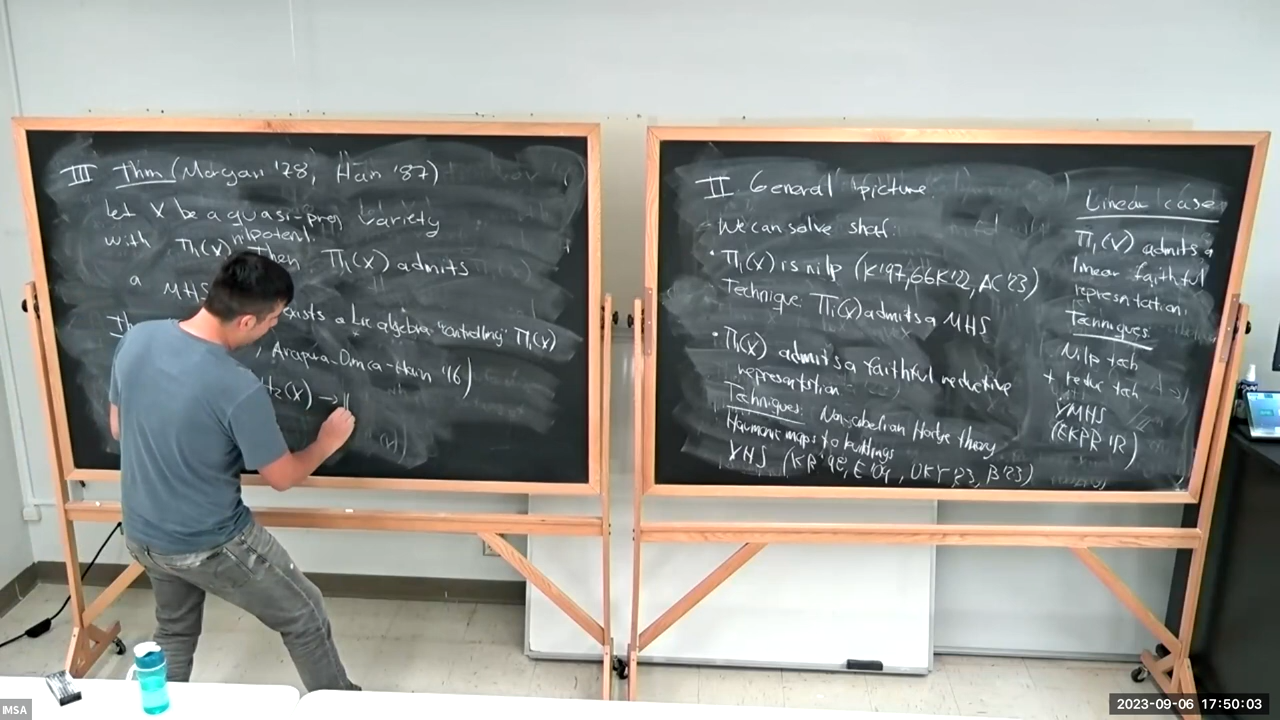 III Thm (Morgan '78, Hain '87)
let X be a quasi-proj variety
with π₁(X) nilpotent. Then π₁(X) admits
a MHS
exists a Lie algebra "controlling" π₁(X)
, Arapura-Dimca-Hain '16)
H₂(X) →
II General picture.
We can solve shaf:
• π₁(X) is nilp (K'97, GGK'22, AC'23)
Technique: π₁(X) admits a MHS
• π₁(X) admits a faithful reductive
representation
Techniques: Nonabelian Hodge theory
Harmonic maps to buildings
VHS (KR'98, E'04, DKY'23, B'23)
Linear case
π₁(X) admits a
linear faithful
representation.
Techniques:
Nilp tech
+ reduc tech
VMHS
(EKPR '12)
IMSA
2023-09-06 17:50:03